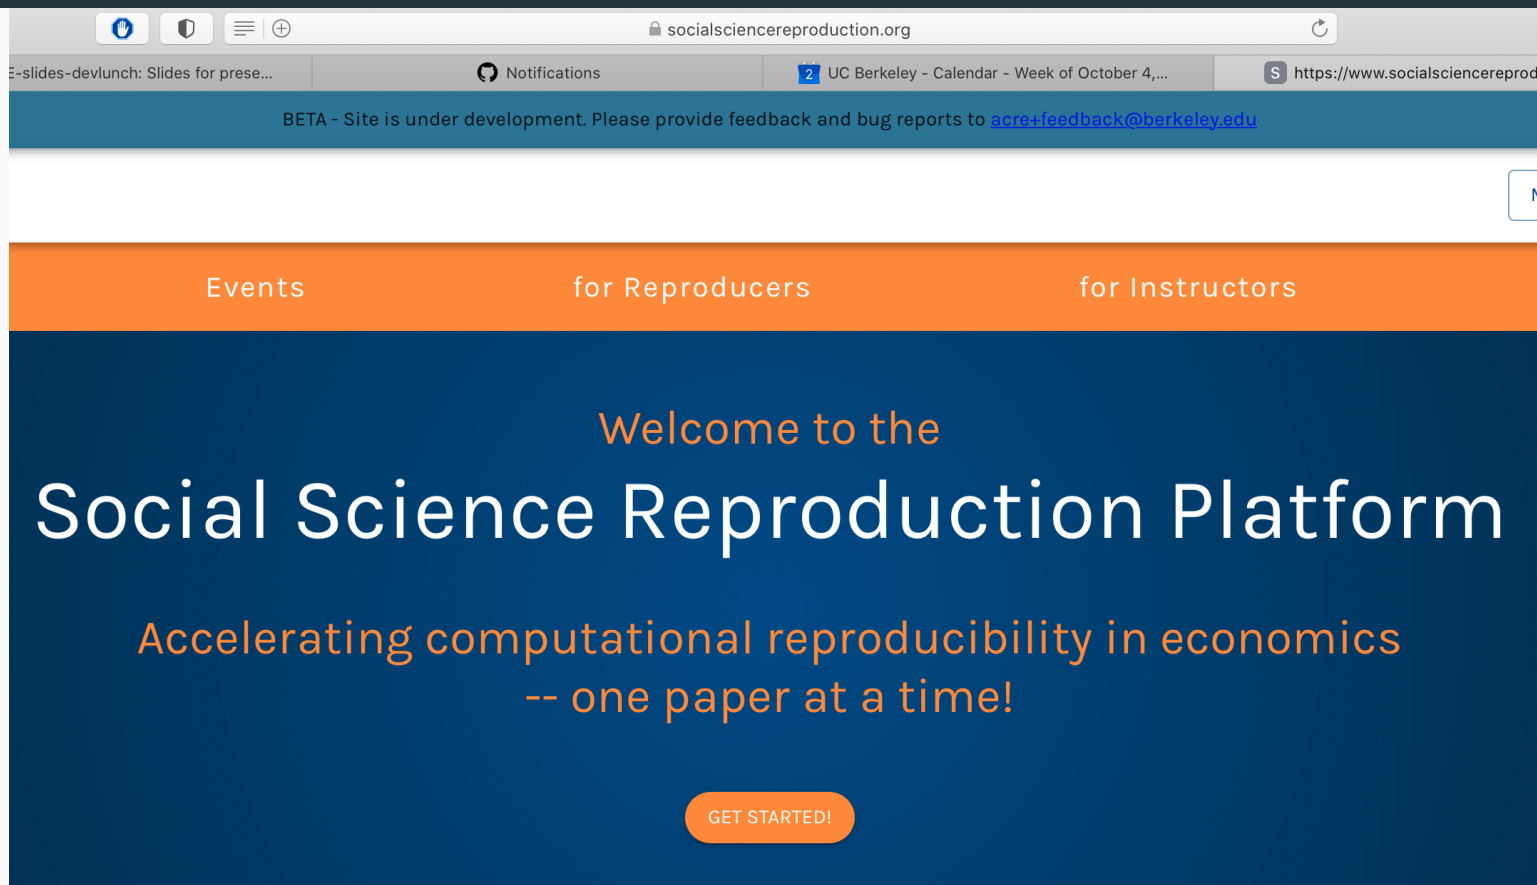 socialsciencereproduction.org
E-slides-devlunch: Slides for prese...
Notifications
2
UC Berkeley - Calendar - Week of October 4,...
S
https://www.socialsciencereprod
BETA - Site is under development. Please provide feedback and bug reports to acre+feedback@berkeley.edu
Events
for Reproducers
for Instructors
Welcome to the
Social Science Reproduction Platform
Accelerating computational reproducibility in economics
-- one paper at a time!
GET STARTED!